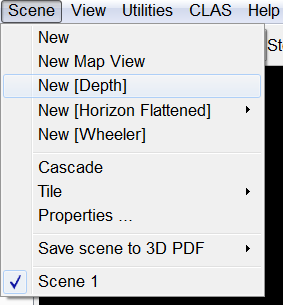 Scene View Utilities CLAS Help
New
New Map View
New [Depth]
New [Horizon Flattened]
New [Wheeler]
Cascade
Tile
Properties ...
Save scene to 3D PDF
Scene 1